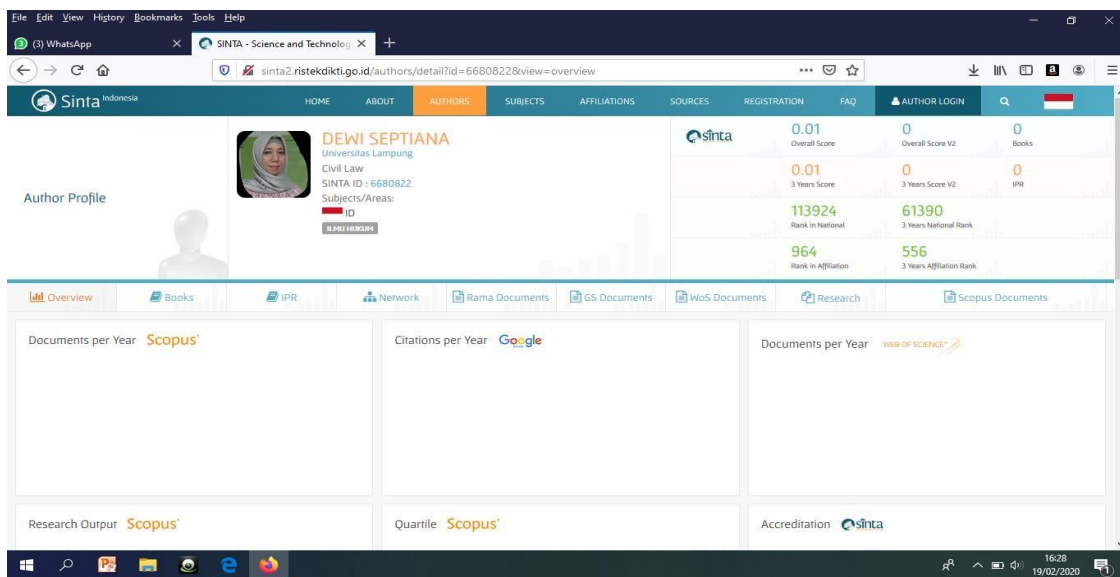 File Edit View History Bookmarks Tools Help
(3) WhatsApp
SINTA - Science and Technolog
sinta2.ristekdikti.go.id/authors/detail?id=6680822&view=overview
Sinta Indonesia
HOME ABOUT AUTHORS SUBJECTS AFFILIATIONS SOURCES REGISTRATION FAQ AUTHOR LOGIN
Author Profile
DEWI SEPTIANA
Universitas Lampung
Civil Law
SINTA ID : 6680822
Subjects/Areas:
ID
ILMU HUKUM
sinta
0.01 0 0
Overall Score Overall Score V2 Books
0.01 0 0
3 Years Score 3 Years Score V2 IPR
113924 61390
Rank in National 3 Years National Rank
964 556
Rank in Affiliation 3 Years Affiliation Rank
Overview Books IPR Network Rama Documents GS Documents WoS Documents Research Scopus Documents
Documents per Year Scopus
Citations per Year Google
Documents per Year WEB OF SCIENCE™
Research Output Scopus
Quartile Scopus
Accreditation sinta
16:28
19/02/2020